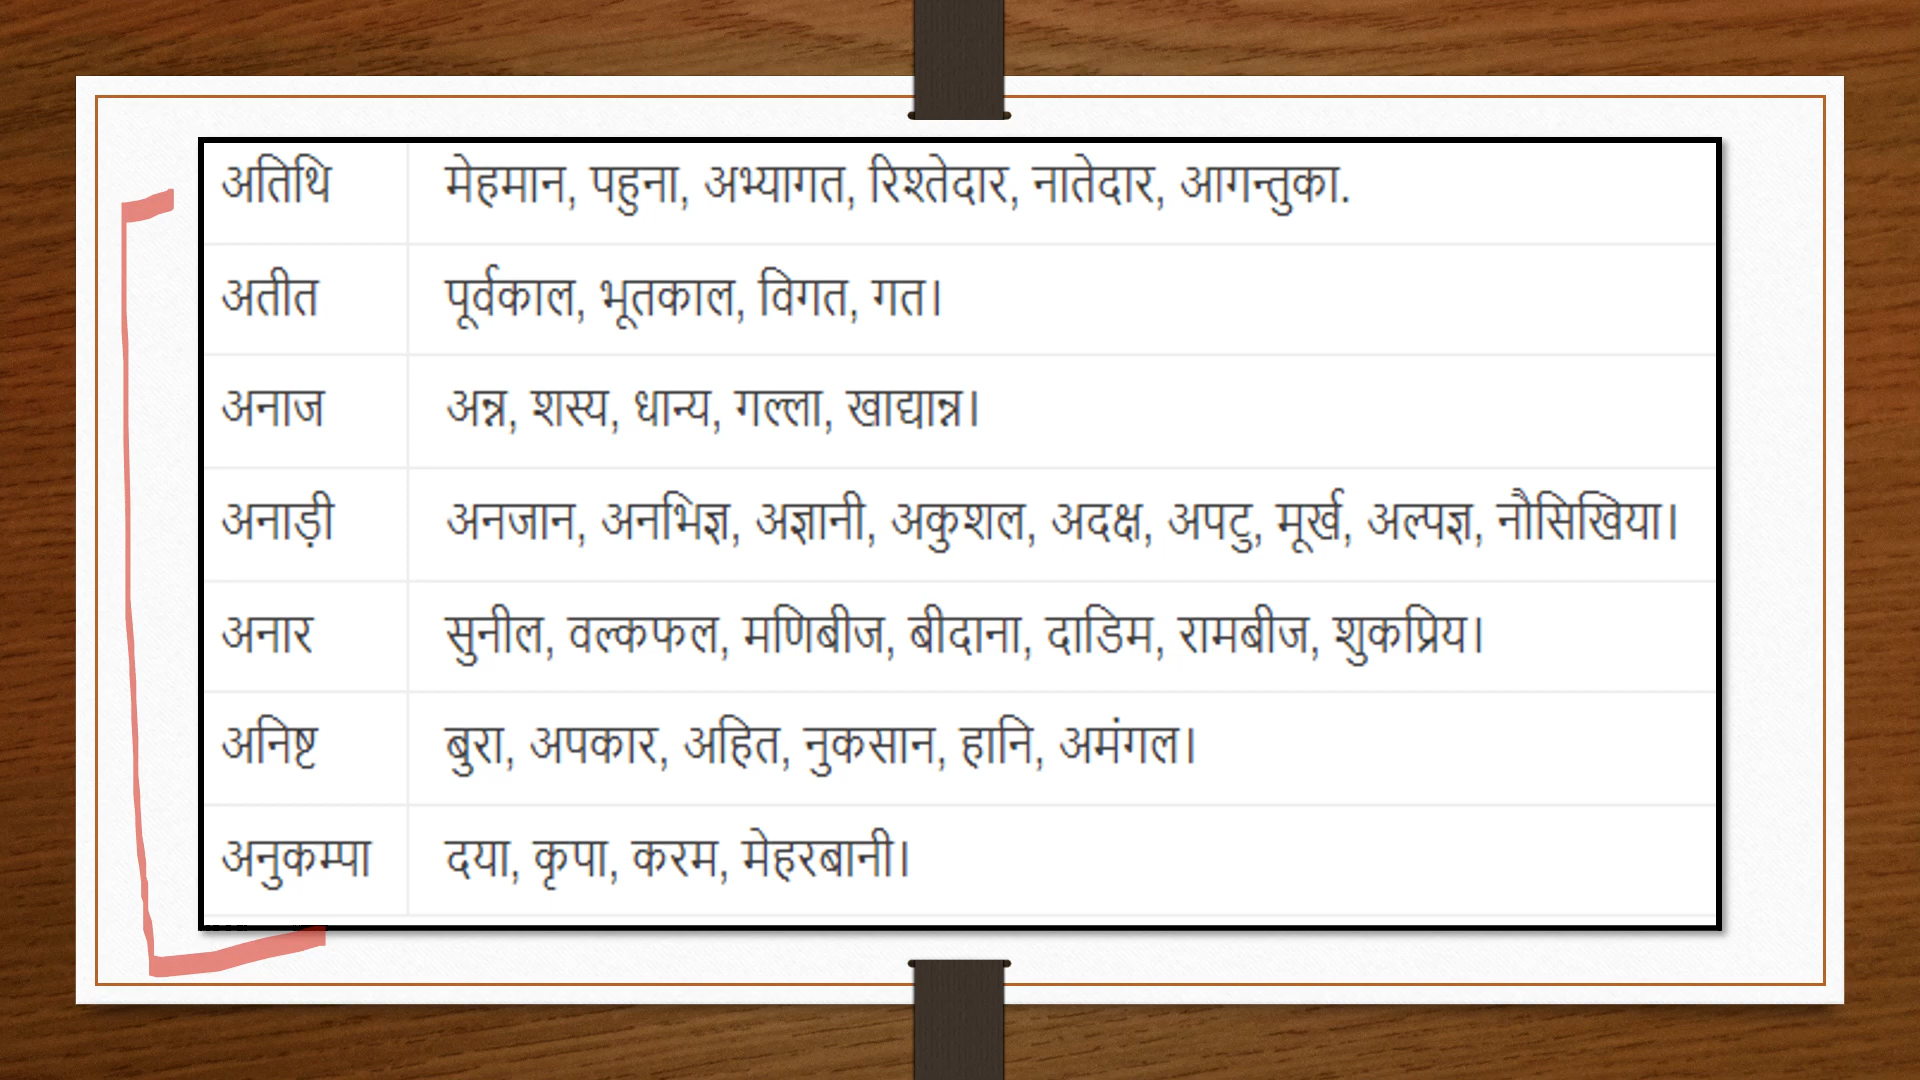 अतिथि मेहमान, पहुना, अभ्यागत, रिश्तेदार, नातेदार, आगन्तुका.
अतीत पूर्वकाल, भूतकाल, विगत, गत।
अनाज अन्न, शस्य, धान्य, गल्ला, खाद्यान्न।
अनाड़ी अनजान, अनभिज्ञ, अज्ञानी, अकुशल, अदक्ष, अपटु, मूर्ख, अल्पज्ञ, नौसिखिया।
अनार सुनील, वल्कफल, मणिबीज, बीदाना, दाडिम, रामबीज, शुकप्रिय।
अनिष्ट बुरा, अपकार, अहित, नुकसान, हानि, अमंगल।
अनुकम्पा दया, कृपा, करम, मेहरबानी।